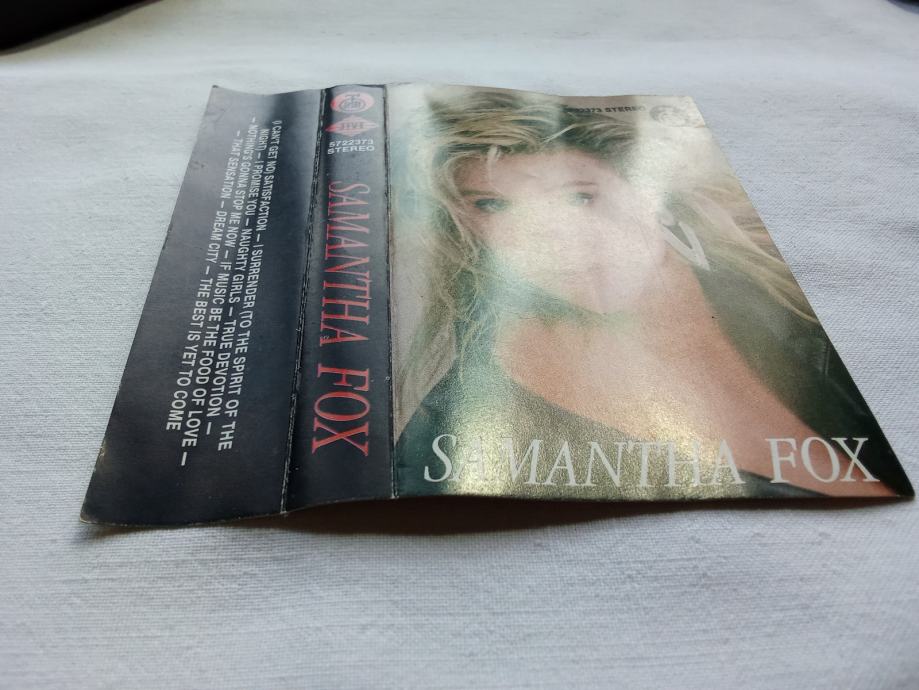 (I CAN'T GET NO) SATISFACTION — I SURRENDER (TO THE SPIRIT OF THE
NIGHT) — I PROMISE YOU — NAUGHTY GIRLS — TRUE DEVOTION —
— NOTHING'S GONNA STOP ME NOW — IF MUSIC BE THE FOOD OF LOVE —
— THAT SENSATION — DREAM CITY — THE BEST IS YET TO COME
JIVE
5722373
STEREO
SAMANTHA FOX
STEREO
SAMANTHA FOX